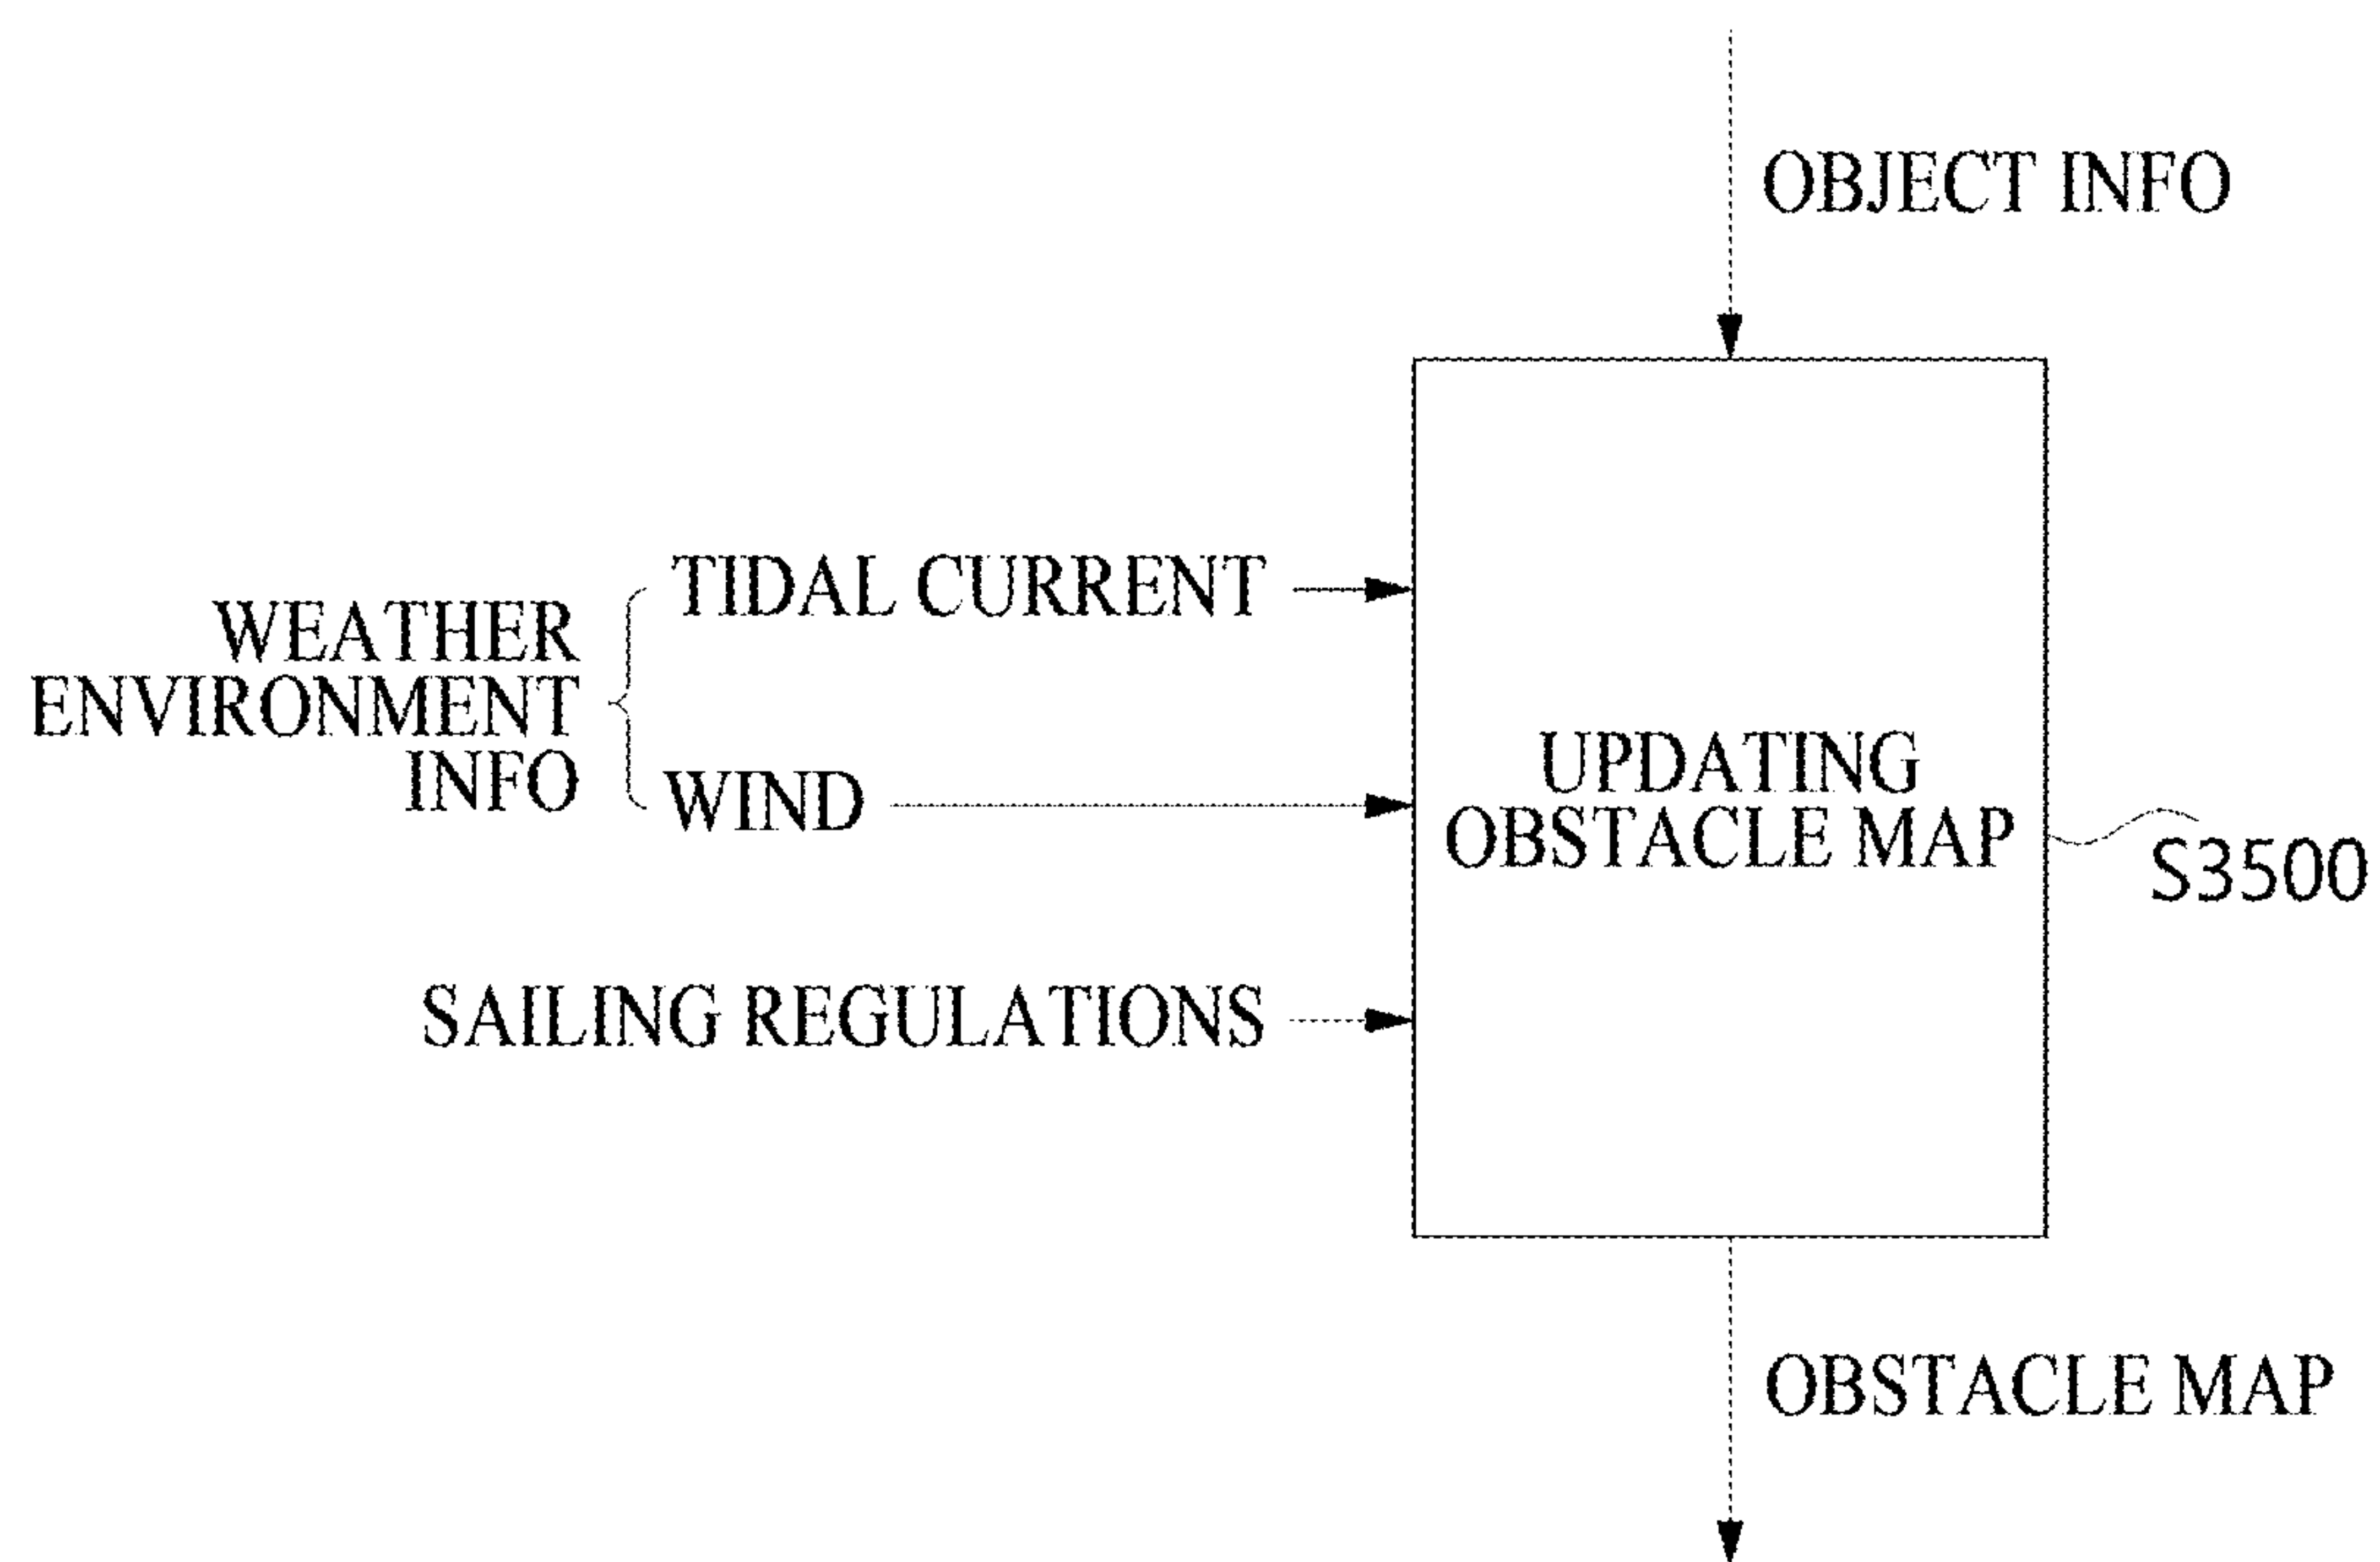 OBJECT INFO
TIDAL CURRENT
WEATHER
ENVIRONMENT
INFO
WIND
UPDATING
OBSTACLE MAP
S3500
SAILING REGULATIONS
OBSTACLE MAP